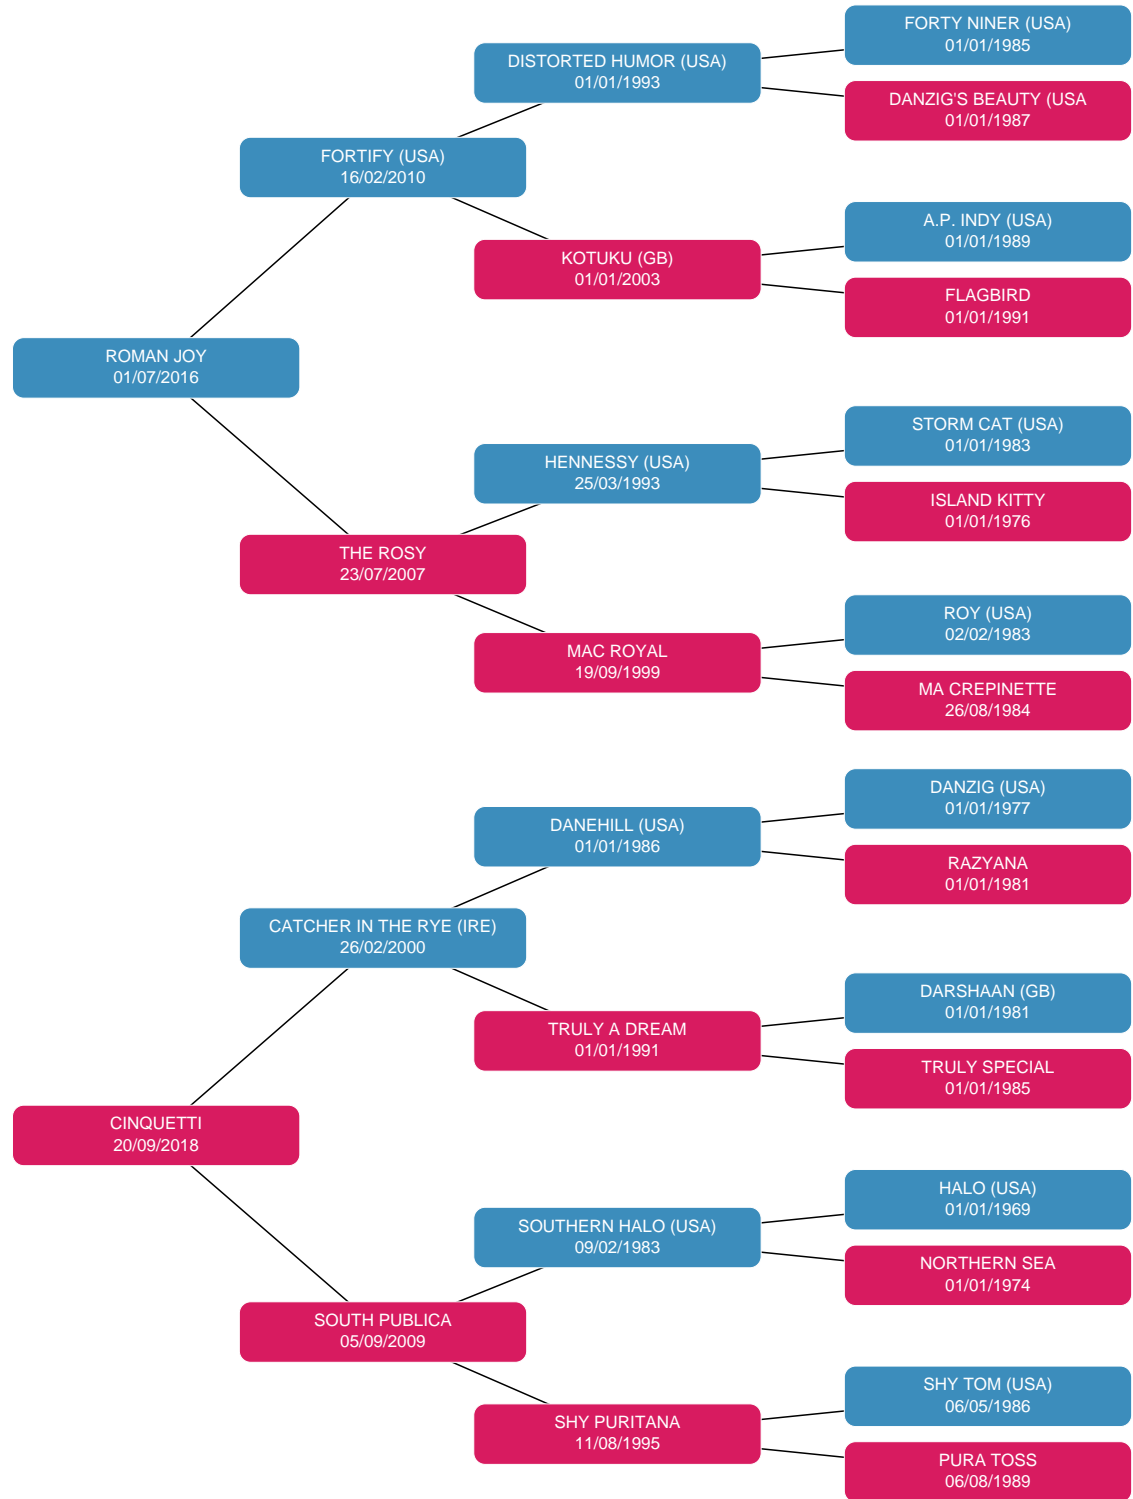 FORTY NINER (USA)
01/01/1985
DISTORTED HUMOR (USA)
01/01/1993
DANZIG'S BEAUTY (USA
01/01/1987
FORTIFY (USA)
16/02/2010
A.P. INDY (USA)
01/01/1989
KOTUKU (GB)
01/01/2003
FLAGBIRD
01/01/1991
ROMAN JOY
01/07/2016
STORM CAT (USA)
01/01/1983
HENNESSY (USA)
25/03/1993
ISLAND KITTY
01/01/1976
THE ROSY
23/07/2007
ROY (USA)
02/02/1983
MAC ROYAL
19/09/1999
MA CREPINETTE
26/08/1984
DANZIG (USA)
01/01/1977
DANEHILL (USA)
01/01/1986
RAZYANA
01/01/1981
CATCHER IN THE RYE (IRE)
26/02/2000
DARSHAAN (GB)
01/01/1981
TRULY A DREAM
01/01/1991
TRULY SPECIAL
01/01/1985
CINQUETTI
20/09/2018
HALO (USA)
01/01/1969
SOUTHERN HALO (USA)
09/02/1983
NORTHERN SEA
01/01/1974
SOUTH PUBLICA
05/09/2009
SHY TOM (USA)
06/05/1986
SHY PURITANA
11/08/1995
PURA TOSS
06/08/1989